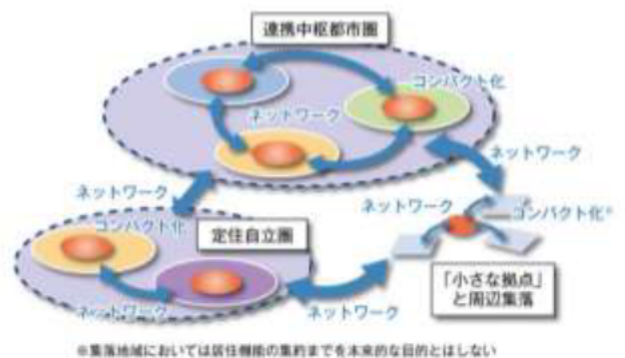 連携中枢都市圏
コンパクト化
ネットワーク
ネットワーク
ネットワーク
ネットワーク
コンパクト化※
コンパクト化
定住自立圏
「小さな拠点」
と周辺集落
ネットワーク
ネットワーク
※集落地域においては居住機能の集約までを本来的な目的とはしない